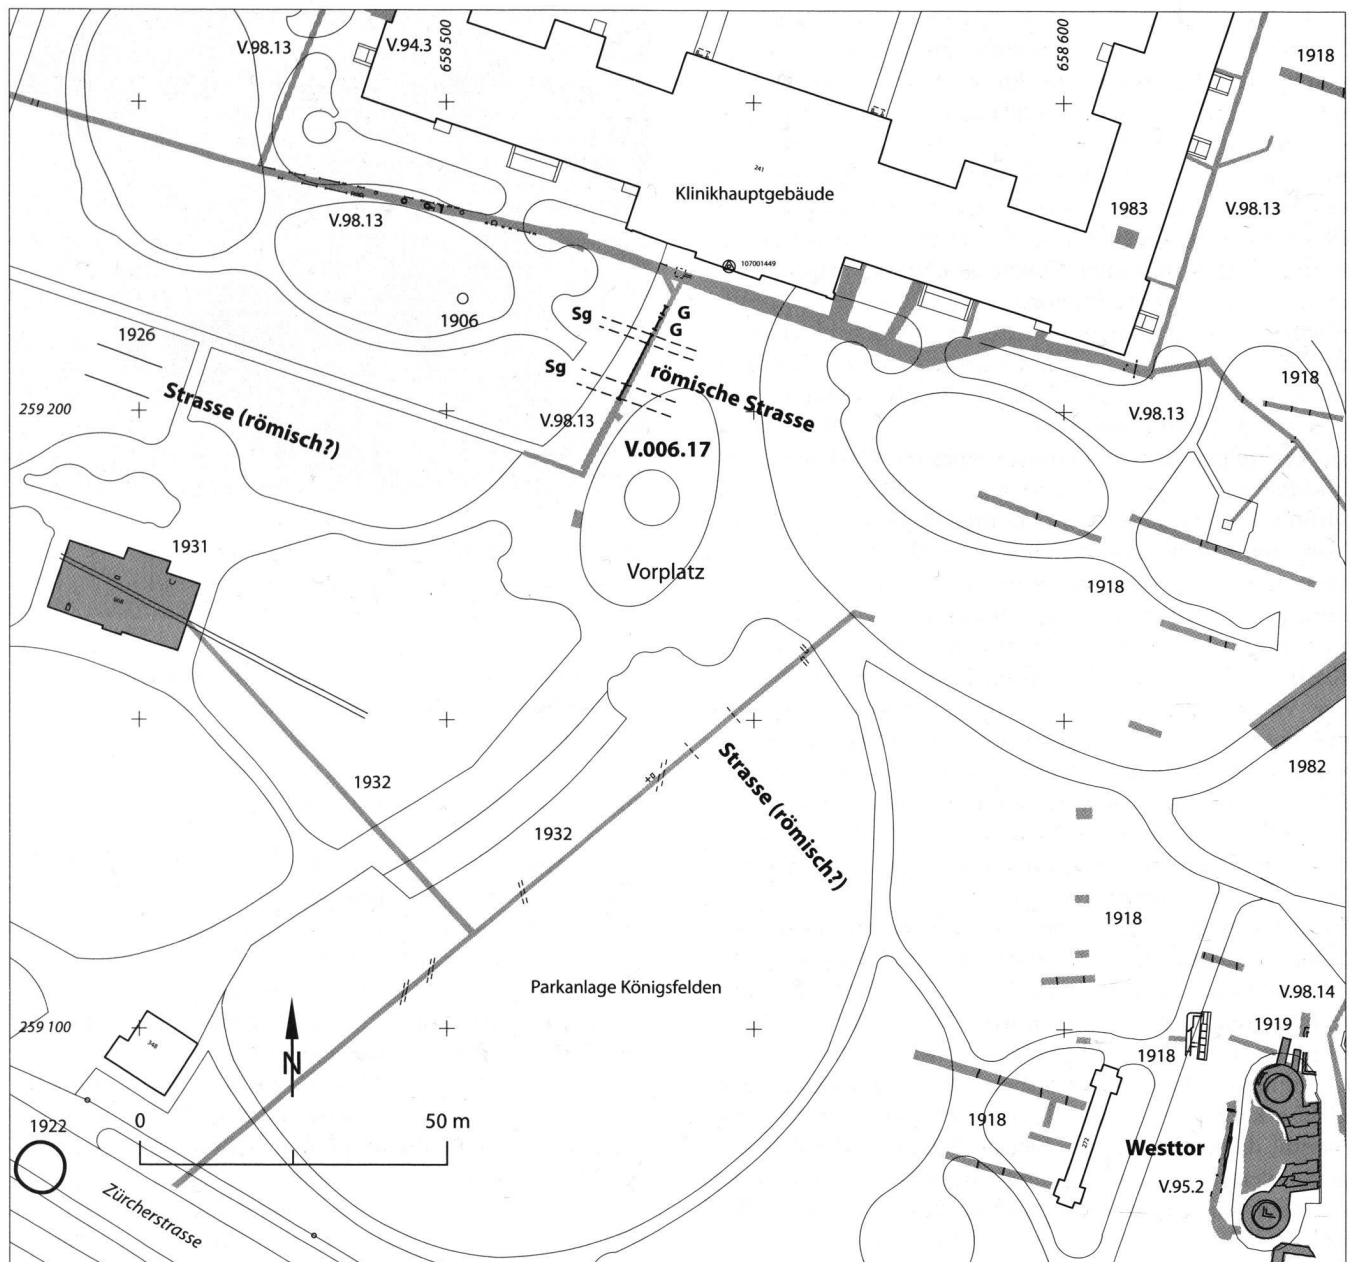 V.98.13
V.94.3
658 500
658 600
1918
241
Klinikhauptgebäude
1983
V.98.13
V.98.13
107001449
1906
Sg
G
G
1926
Sg
römische Strasse
1918
259 200
Strasse (römisch?)
V.98.13
V.98.13
V.006.17
1931
Vorplatz
1918
668
1932
Strasse (römisch?)
1982
1932
1918
Parkanlage Königsfelden
V.98.14
259 100
348
1919
1918
N
0
50 m
1922
1918
272
Westtor
V.95.2
Zürcherstrasse